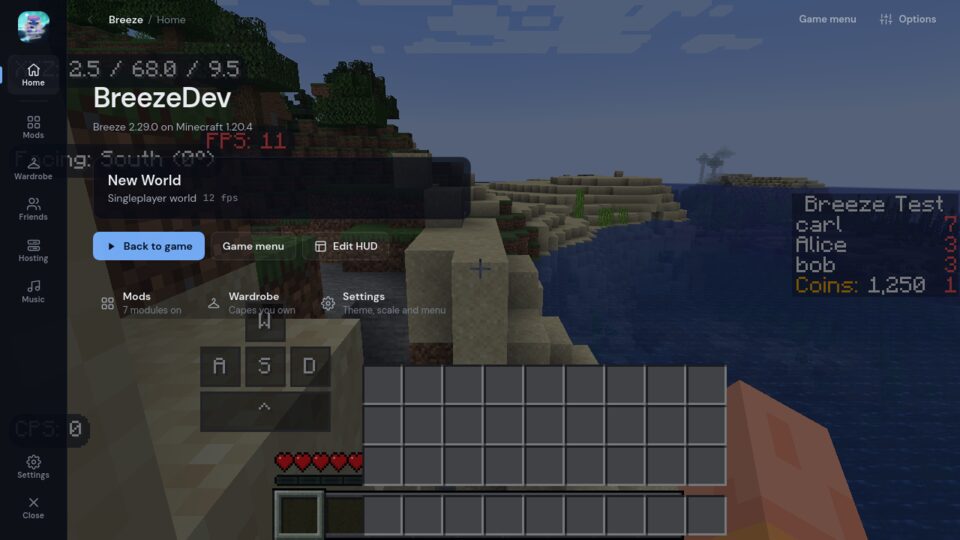 Breeze / Home
Game menu
Options
Home
2.5 / 68.0 / 9.5
BreezeDev
Breeze 2.29.0 on Minecraft 1.20.4
FPS: 11
Mods
Facing: South (0°)
Wardrobe
New World
Singleplayer world 12 fps
Friends
Breeze Test
carl 7
Alice 3
bob 3
Coins: 1,250 1
Hosting
Back to game
Game menu
Edit HUD
Music
Mods
7 modules on
Wardrobe
Capes you own
Settings
Theme, scale and menu
W
A
S
D
^
CPS: 0
Settings
Close